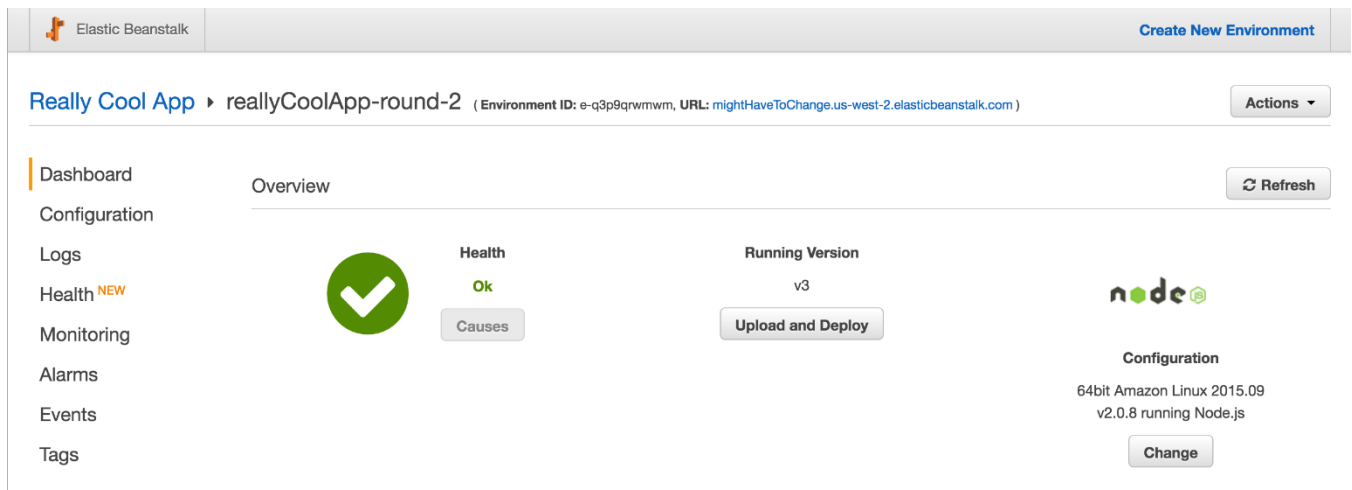 Elastic Beanstalk
Create New Environment
Really Cool App ▸ reallyCoolApp-round-2 ( Environment ID: e-q3p9qrwmwm, URL: mightHaveToChange.us-west-2.elasticbeanstalk.com )
Actions
Dashboard
Configuration
Logs
Health NEW
Monitoring
Alarms
Events
Tags
Overview
Refresh
Health
Ok
Causes
Running Version
v3
Upload and Deploy
node JS
Configuration
64bit Amazon Linux 2015.09
v2.0.8 running Node.js
Change